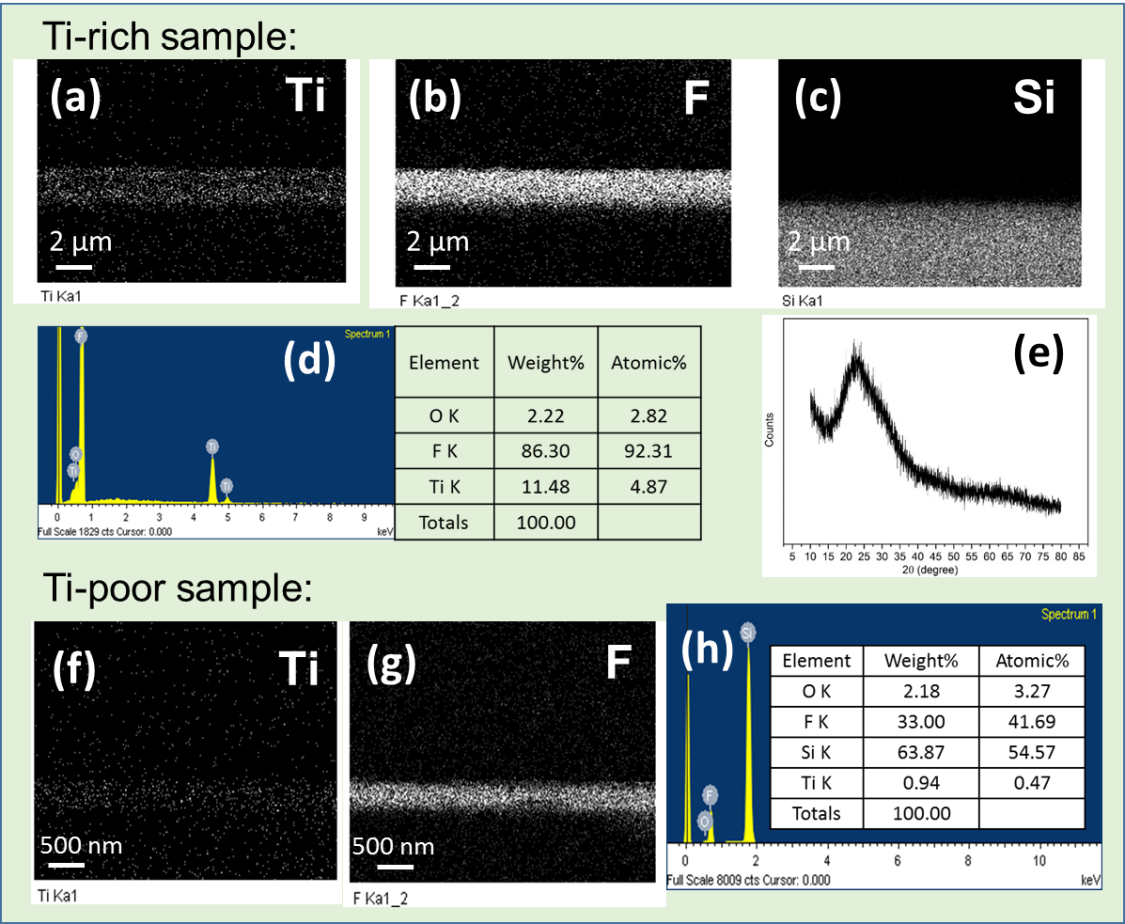 Ti-rich sample:
(a) Ti
2 μm
Ti Ka1
(b) F
2 μm
F Ka1_2
(c) Si
2 μm
Si Ka1
Spectrum 1
(d)
F
O
Ti
Ti
Ti
0 1 2 3 4 5 6 7 8 9
Full Scale 1829 cts Cursor: 0.000 keV
Element Weight% Atomic%
O K 2.22 2.82
F K 86.30 92.31
Ti K 11.48 4.87
Totals 100.00
(e)
Counts
5 10 15 20 25 30 35 40 45 50 55 60 65 70 75 80 85
2θ (degree)
Ti-poor sample:
(f) Ti
500 nm
Ti Ka1
(g) F
500 nm
F Ka1_2
Spectrum 1
(h)
Si
F
O
Element Weight% Atomic%
O K 2.18 3.27
F K 33.00 41.69
Si K 63.87 54.57
Ti K 0.94 0.47
Totals 100.00
0 2 4 6 8 10
Full Scale 8009 cts Cursor: 0.000 keV